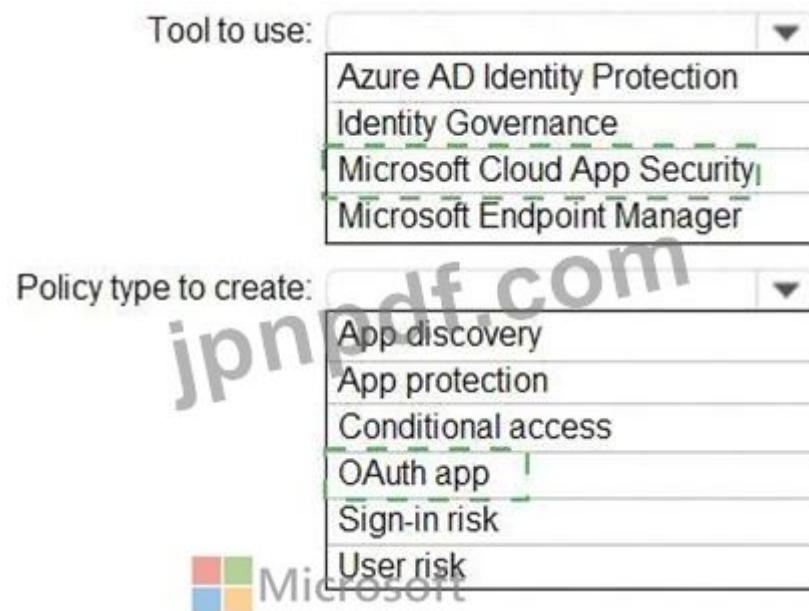 Tool to use:
Azure AD Identity Protection
Identity Governance
Microsoft Cloud App Security
Microsoft Endpoint Manager
Policy type to create:
jpnpdf.com
App discovery
App protection
Conditional access
OAuth app
Sign-in risk
User risk
Microsoft